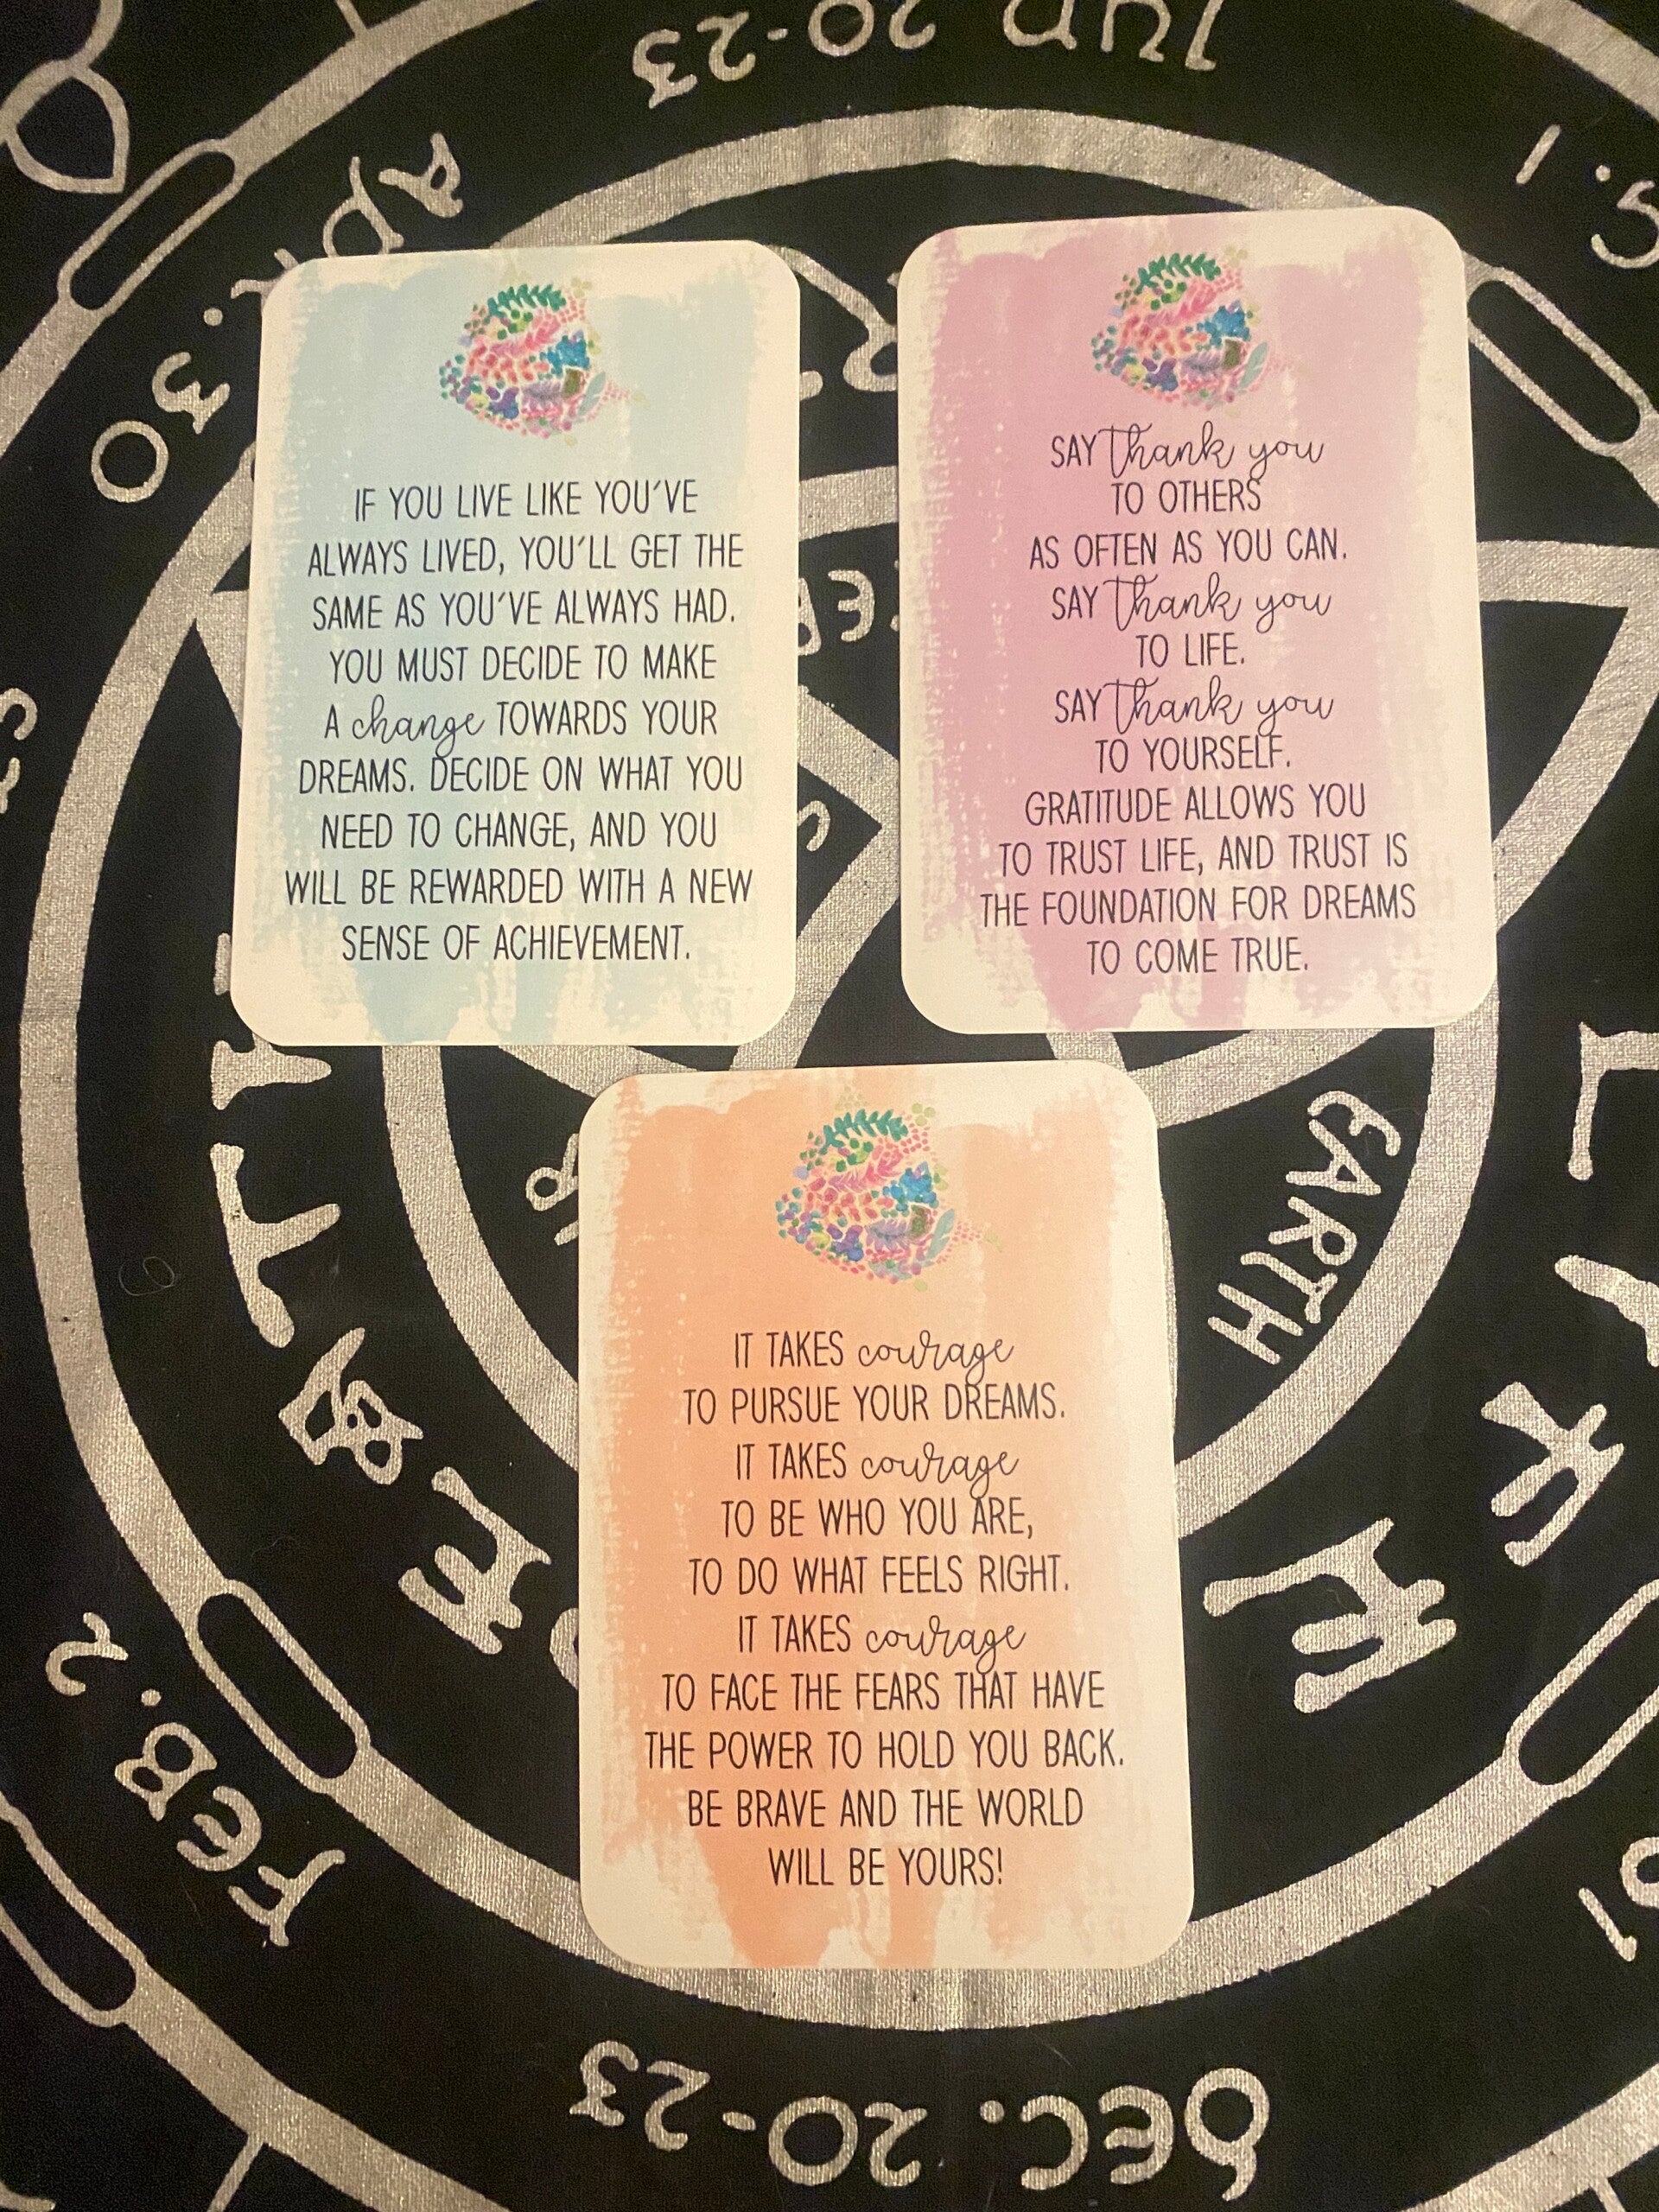 JUN 20-23
APR. 30
S. 1
IF YOU LIVE LIKE YOU'VE
ALWAYS LIVED, YOU'LL GET THE
SAME AS YOU'VE ALWAYS HAD.
YOU MUST DECIDE TO MAKE
A change TOWARDS YOUR
DREAMS. DECIDE ON WHAT YOU
NEED TO CHANGE, AND YOU
WILL BE REWARDED WITH A NEW
SENSE OF ACHIEVEMENT.
SAY thank you
TO OTHERS
AS OFTEN AS YOU CAN.
SAY thank you
TO LIFE.
SAY thank you
TO YOURSELF.
GRATITUDE ALLOWS YOU
TO TRUST LIFE, AND TRUST IS
THE FOUNDATION FOR DREAMS
TO COME TRUE.
EARTH
IT TAKES courage
TO PURSUE YOUR DREAMS.
IT TAKES courage
TO BE WHO YOU ARE,
TO DO WHAT FEELS RIGHT.
IT TAKES courage
TO FACE THE FEARS THAT HAVE
THE POWER TO HOLD YOU BACK.
BE BRAVE AND THE WORLD
WILL BE YOURS!
FEB. 2
DEC. 20-23